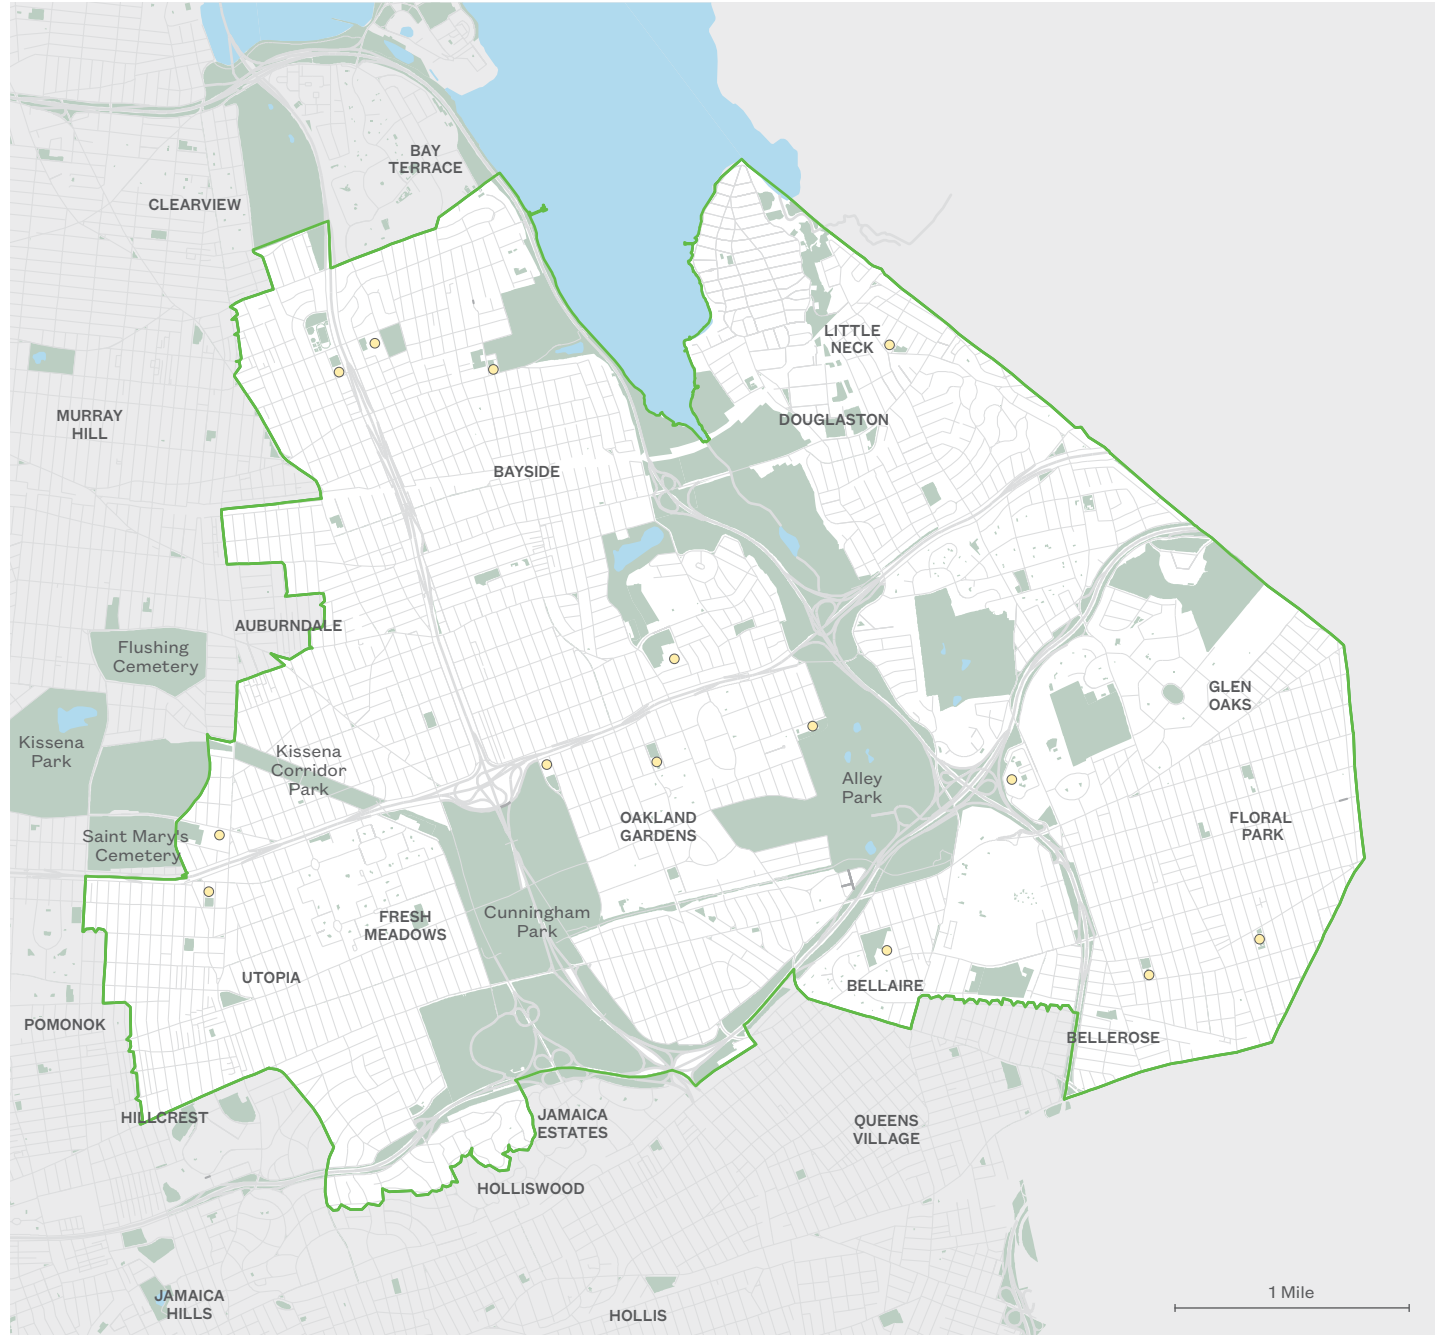 BAY
TERRACE
CLEARVIEW
LITTLE
NECK
MURRAY
HILL
DOUGLASTON
BAYSIDE
AUBURNDALE
Flushing
Cemetery
GLEN
OAKS
Kissena
Park
Kissena
Corridor
Park
Alley
Park
OAKLAND
GARDENS
FLORAL
PARK
Saint Mary's
Cemetery
FRESH
MEADOWS
Cunningham
Park
UTOPIA
BELLAIRE
POMONOK
BELLEROSE
HILLCREST
JAMAICA
ESTATES
QUEENS
VILLAGE
HOLLISWOOD
JAMAICA
HILLS
HOLLIS
1 Mile